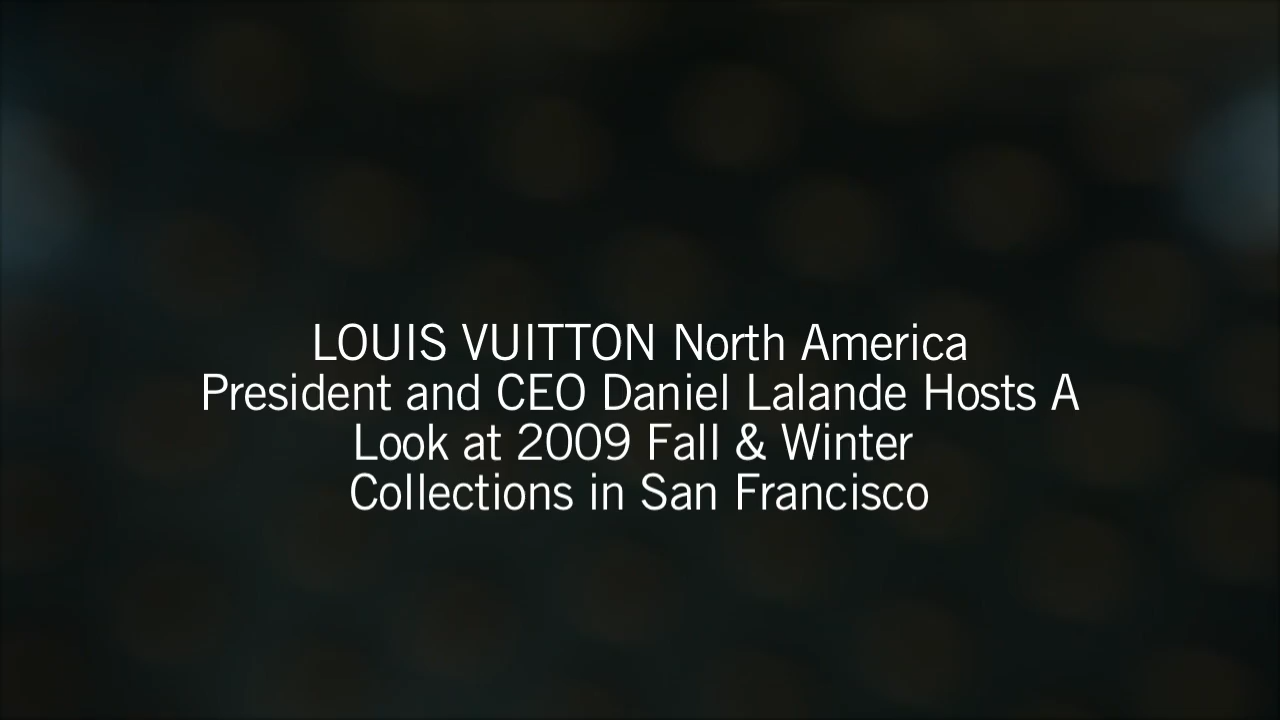 LOUIS VUITTON North America
President and CEO Daniel Lalande Hosts A
Look at 2009 Fall & Winter
Collections in San Francisco